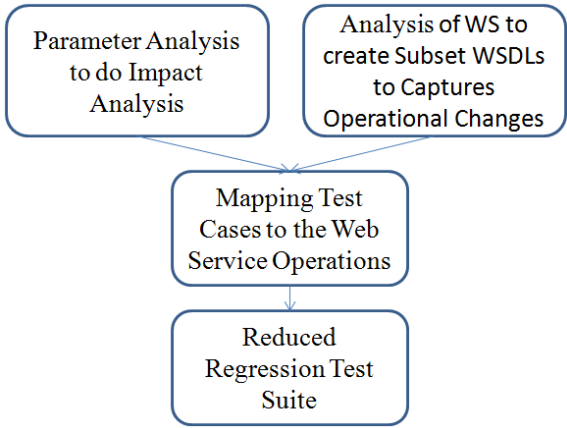 Parameter Analysis
to do Impact
Analysis
Analysis of WS to
create Subset WSDLs
to Captures
Operational Changes
Mapping Test
Cases to the Web
Service Operations
Reduced
Regression Test
Suite